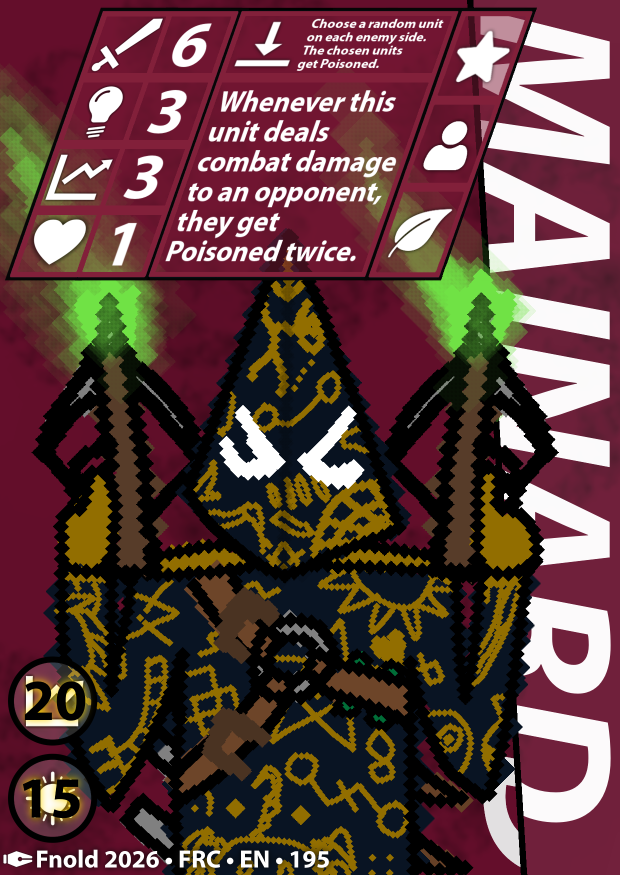 6
3
3
1
Choose a random unit
on each enemy side.
The chosen units
get Poisoned.
Whenever this
unit deals
combat damage
to an opponent,
they get
Poisoned twice.
MAINARD
20
15
Fnold 2026 • FRC • EN • 195